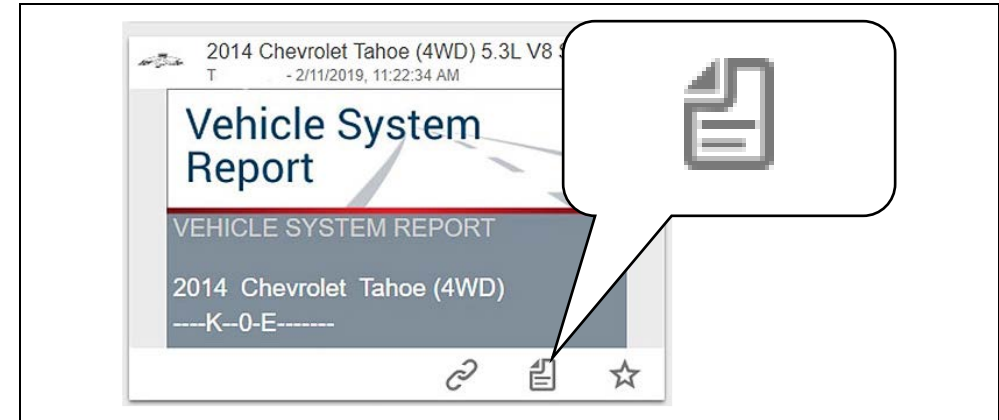 2014 Chevrolet Tahoe (4WD) 5.3L V8
T - 2/11/2019, 11:22:34 AM
Vehicle System
Report
VEHICLE SYSTEM REPORT
2014 Chevrolet Tahoe (4WD)
----K--0-E-------